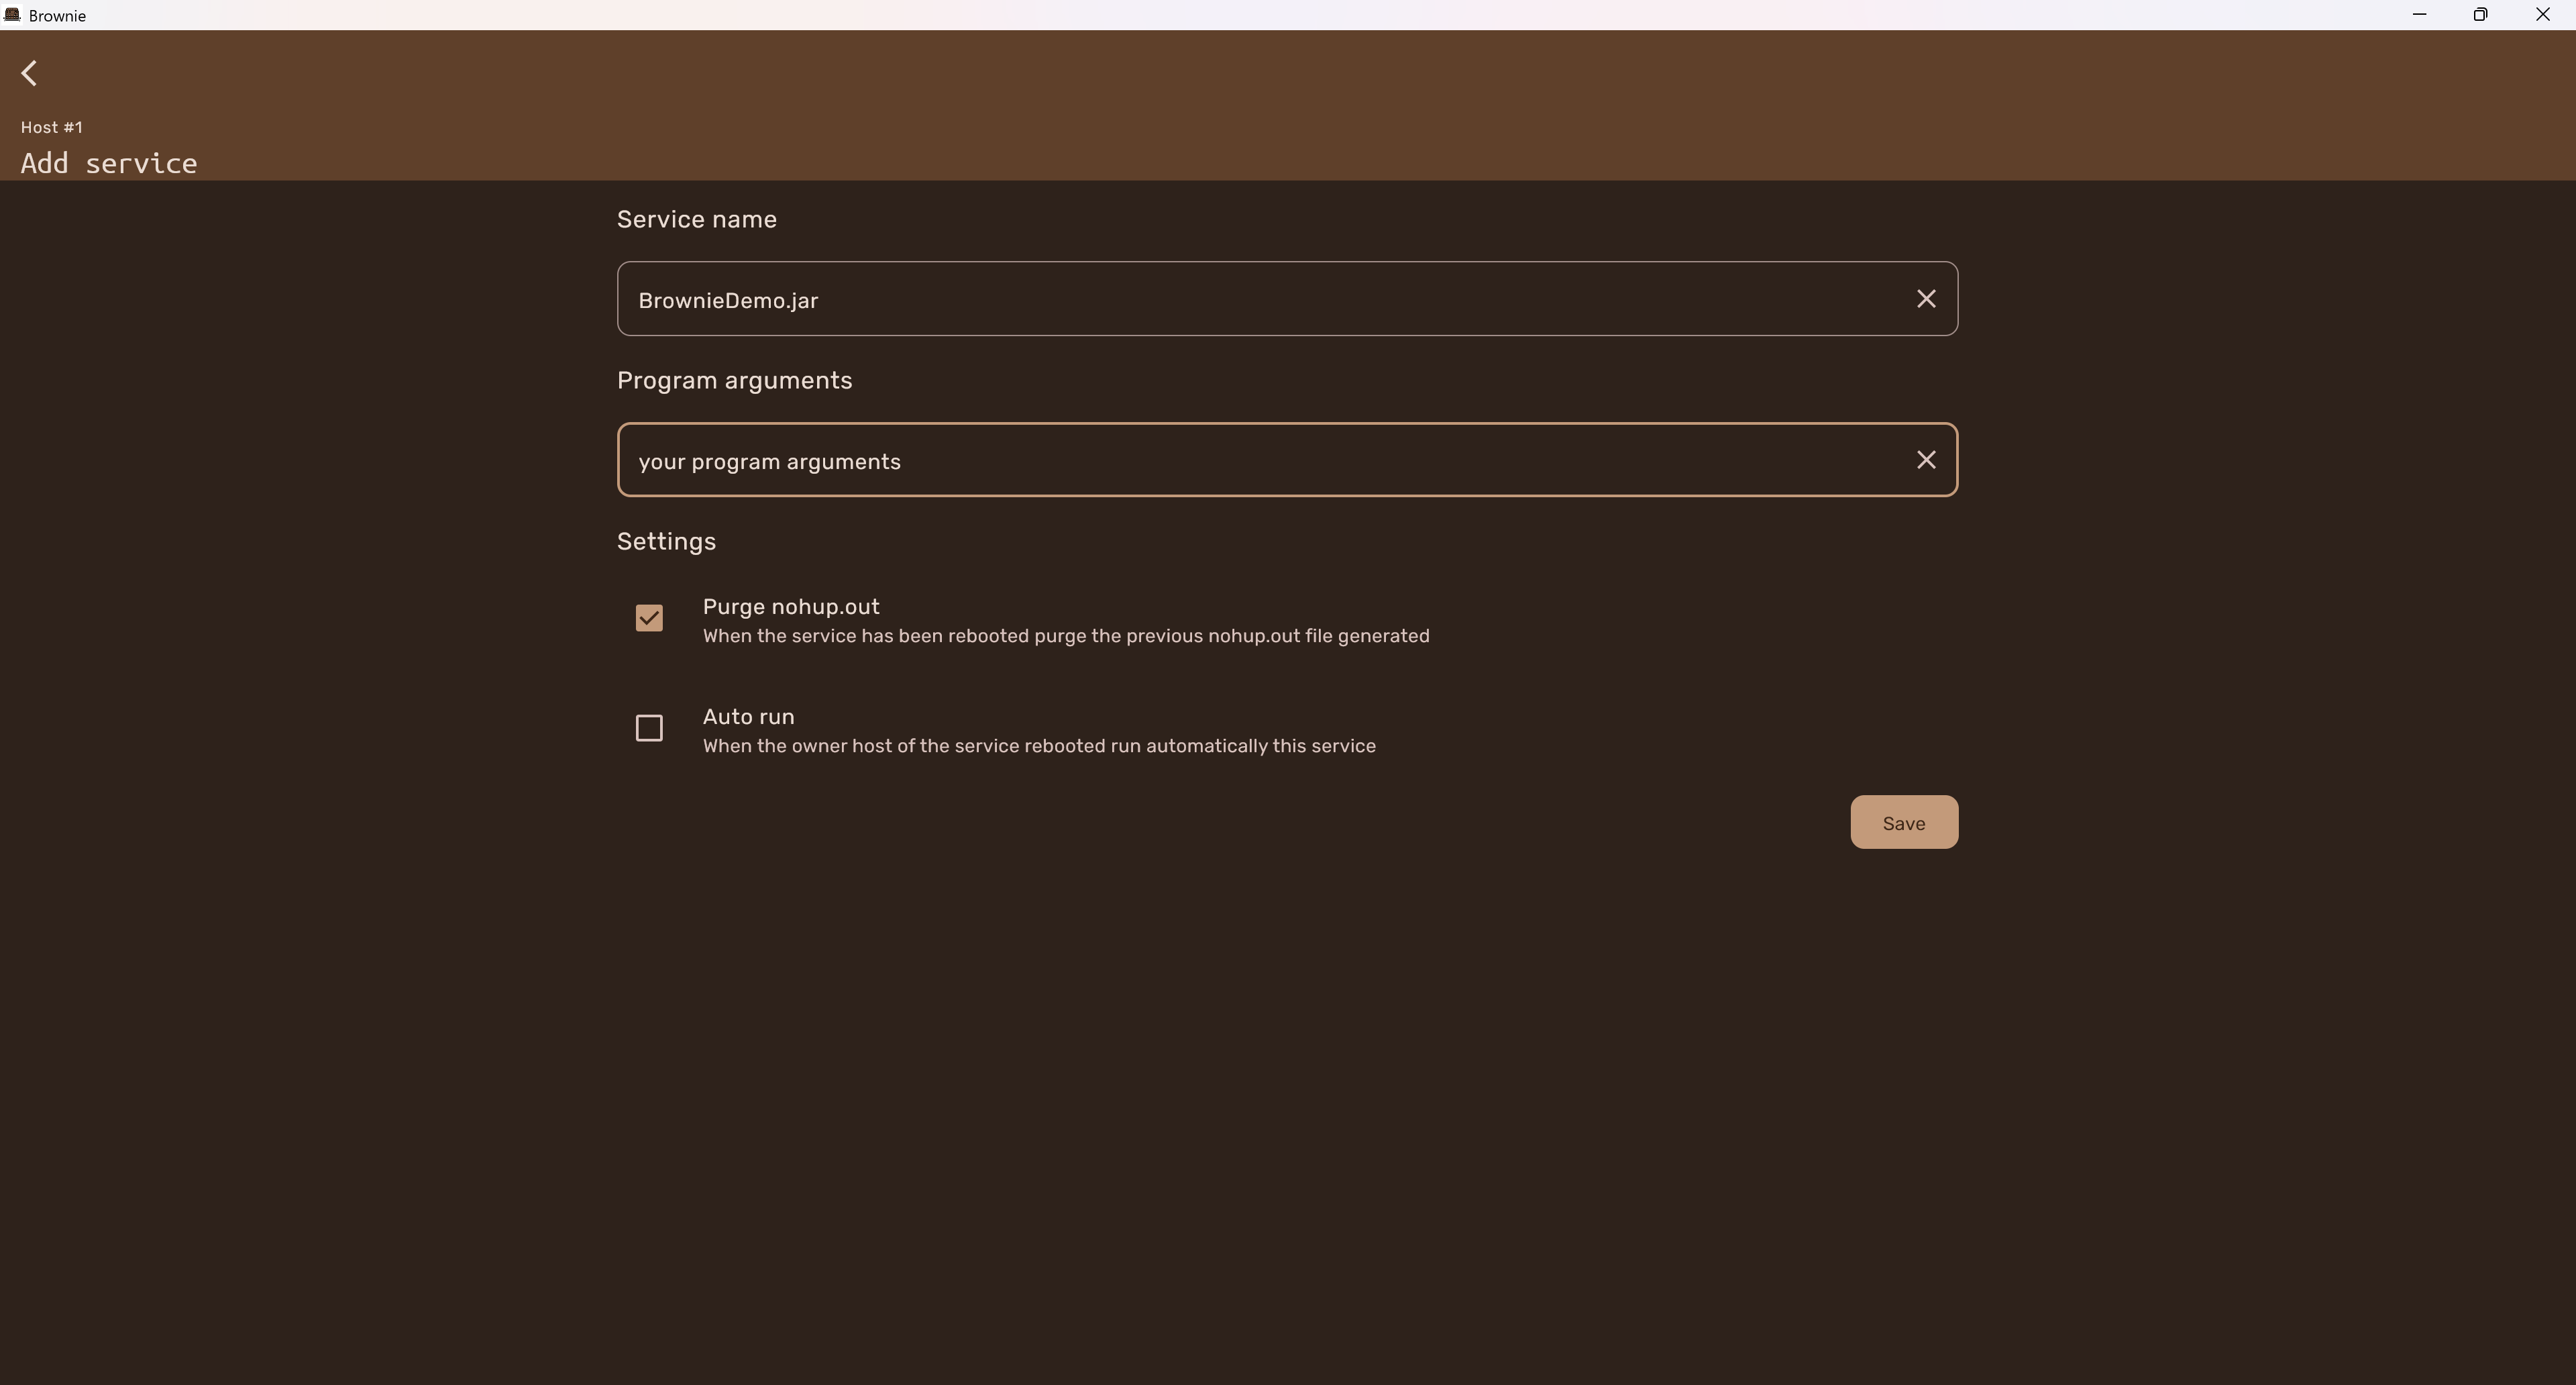 Brownie
Host #1
Add service
Service name
BrownieDemo.jar
Program arguments
your program arguments
Settings
Purge nohup.out
When the service has been rebooted purge the previous nohup.out file generated
Auto run
When the owner host of the service rebooted run automatically this service
Save